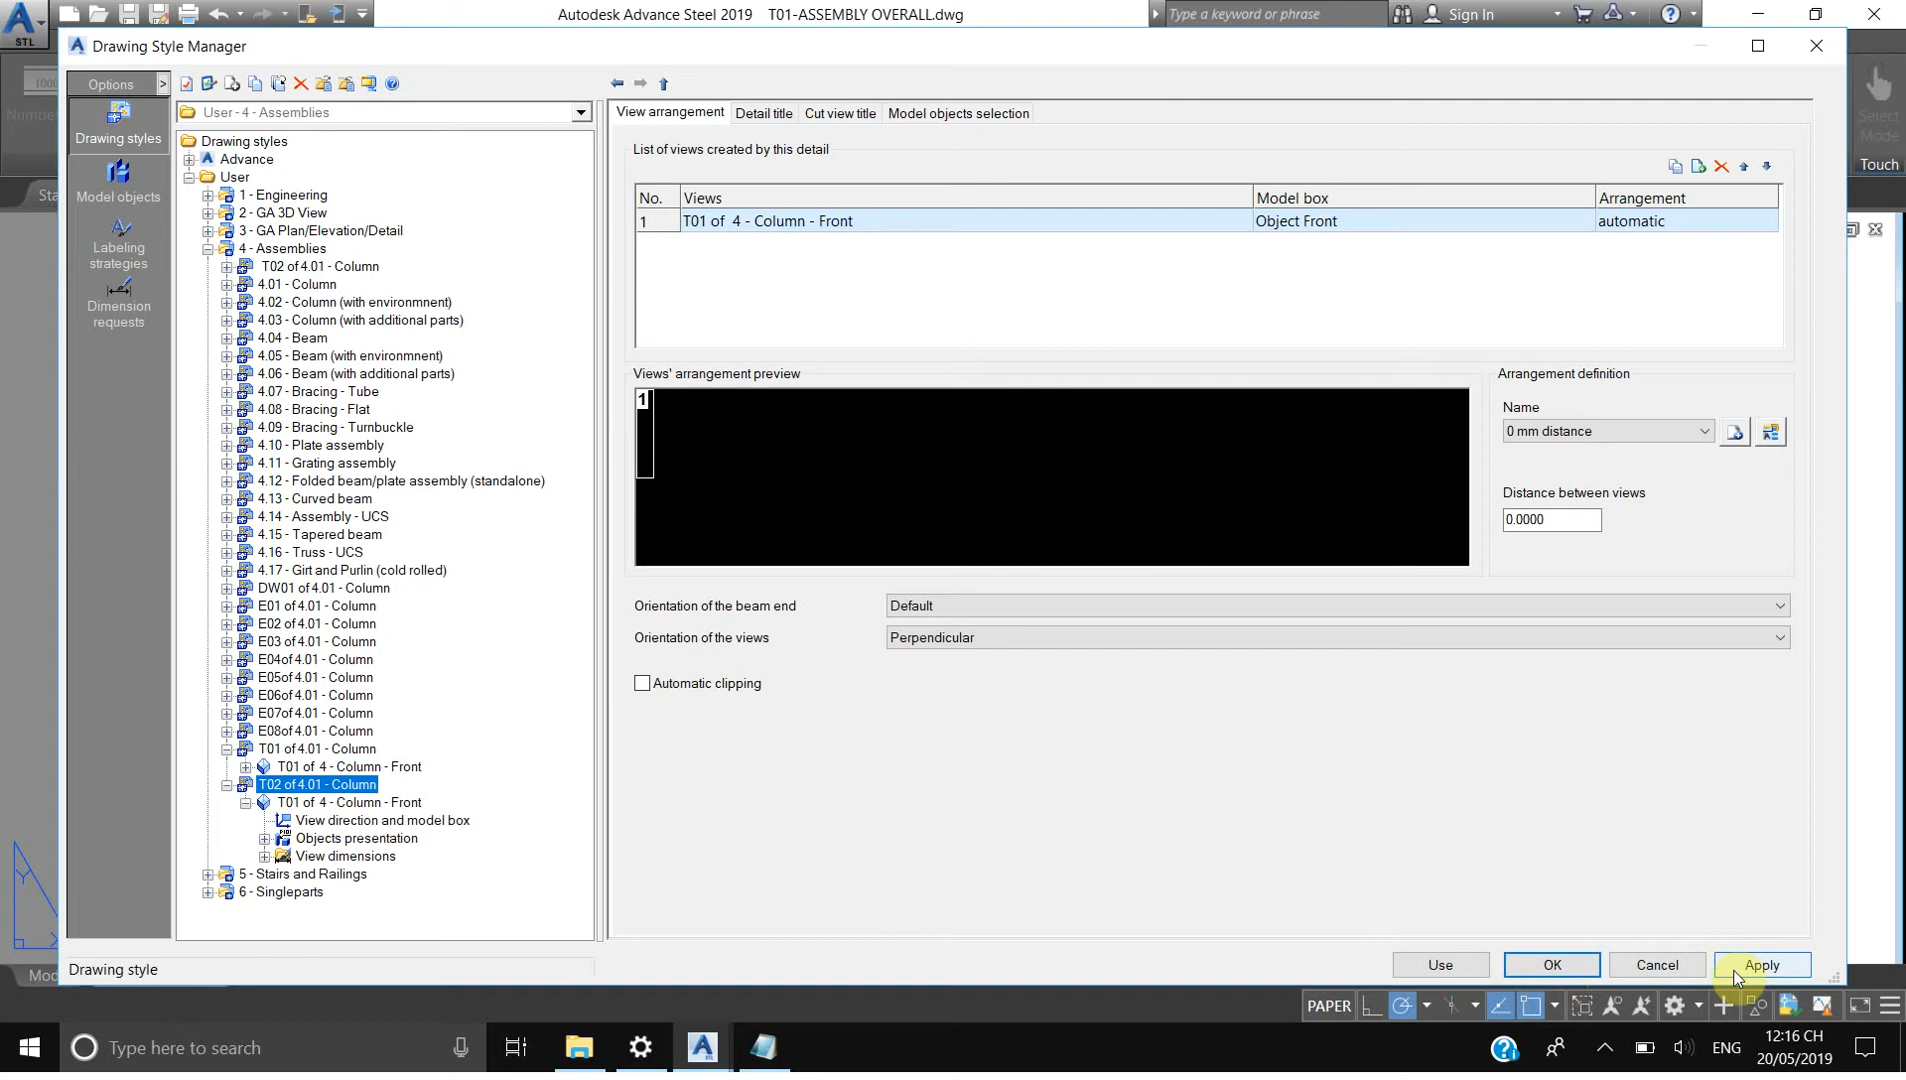 Autodesk Advance Steel 2019 T01-ASSEMBLY OVERALL.dwg
Type a keyword or phrase
Sign In
STL
Drawing Style Manager
Options
Drawing styles
Model objects
Labeling strategies
Dimension requests
User - 4 - Assemblies
Drawing styles
Advance
User
1 - Engineering
2 - GA 3D View
3 - GA Plan/Elevation/Detail
4 - Assemblies
T02 of 4.01 - Column
4.01 - Column
4.02 - Column (with environmnent)
4.03 - Column (with additional parts)
4.04 - Beam
4.05 - Beam (with environmnent)
4.06 - Beam (with additional parts)
4.07 - Bracing - Tube
4.08 - Bracing - Flat
4.09 - Bracing - Turnbuckle
4.10 - Plate assembly
4.11 - Grating assembly
4.12 - Folded beam/plate assembly (standalone)
4.13 - Curved beam
4.14 - Assembly - UCS
4.15 - Tapered beam
4.16 - Truss - UCS
4.17 - Girt and Purlin (cold rolled)
DW01 of 4.01 - Column
E01 of 4.01 - Column
E02 of 4.01 - Column
E03 of 4.01 - Column
E04of 4.01 - Column
E05of 4.01 - Column
E06of 4.01 - Column
E07of 4.01 - Column
E08of 4.01 - Column
T01 of 4.01 - Column
T01 of 4 - Column - Front
T02 of 4.01 - Column
T01 of 4 - Column - Front
View direction and model box
Objects presentation
View dimensions
5 - Stairs and Railings
6 - Singleparts
View arrangement Detail title Cut view title Model objects selection
List of views created by this detail
No. Views Model box Arrangement
1 T01 of 4 - Column - Front Object Front automatic
Views' arrangement preview
1
Arrangement definition
Name
0 mm distance
Distance between views
0.0000
Orientation of the beam end Default
Orientation of the views Perpendicular
Automatic clipping
Use OK Cancel Apply
Drawing style
Select
Mode
Touch
PAPER
Type here to search
ENG
12:16 CH
20/05/2019